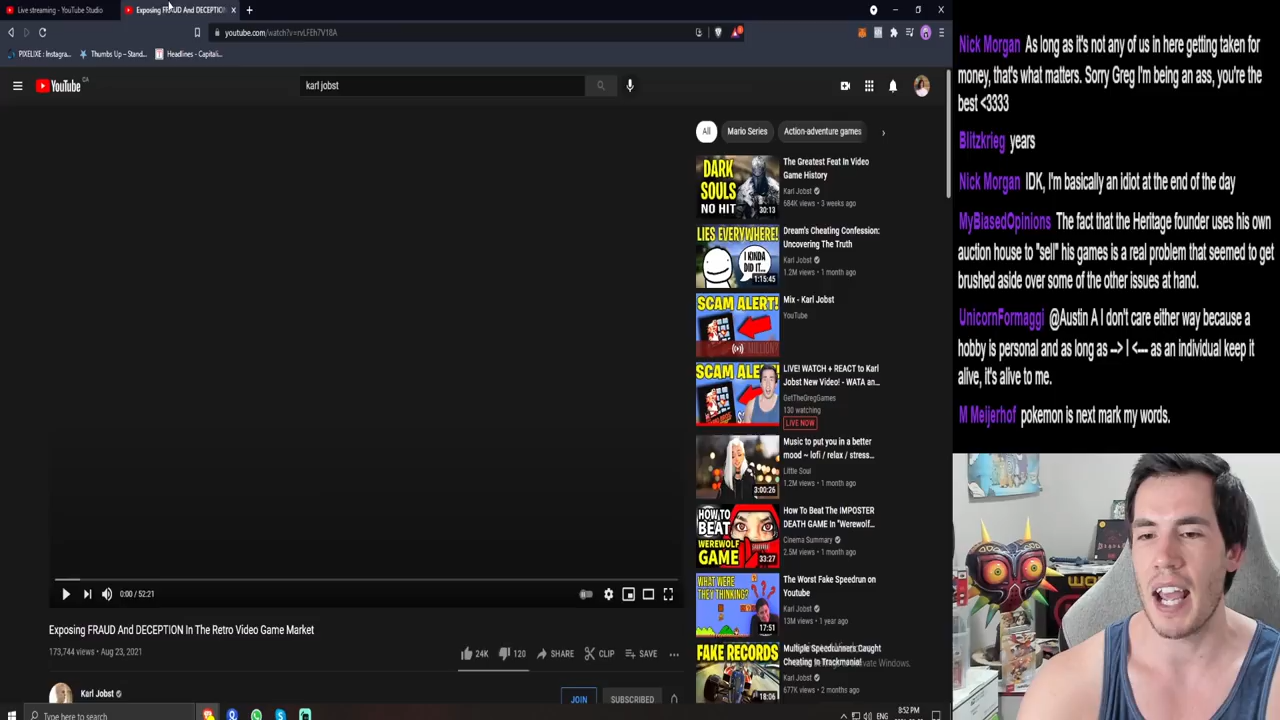 Live streaming - YouTube Studio
Exposing FRAUD And DECEPTION
youtube.com/watch?v=rvLFEh7V18A
PIXELIXE : Instagra...
Thumbs Up – Stand...
Headlines - Capitali...
YouTube CA
karl jobst
All
Mario Series
Action-adventure games
DARK
SOULS
NO HIT
30:13
The Greatest Feat In Video
Game History
Karl Jobst
684K views • 3 weeks ago
LIES EVERYWHERE!
I KINDA
DID IT...
1:15:45
Dream's Cheating Confession:
Uncovering The Truth
Karl Jobst
1.2M views • 1 month ago
SCAM ALERT!
Mix - Karl Jobst
YouTube
SCAM ALERT!
LIVE! WATCH + REACT to Karl
Jobst New Video! - WATA an...
GetTheGregGames
130 watching
LIVE NOW
3:00:26
Music to put you in a better
mood ~ lofi / relax / stress...
Little Soul
1.2M views • 1 month ago
HOW TO
BEAT
WEREWOLF
GAME
33:27
How To Beat The IMPOSTER
DEATH GAME In "Werewolf...
Cinema Summary
2.5M views • 1 month ago
WHAT WERE
THEY THINKING?
17:51
The Worst Fake Speedrun on
Youtube
Karl Jobst
13M views • 1 year ago
FAKE RECORDS
18:06
Multiple Speedrunners Caught
Cheating In Trackmania!
Karl Jobst
677K views • 2 months ago
0:00 / 52:21
Exposing FRAUD And DECEPTION In The Retro Video Game Market
173,744 views • Aug 23, 2021
24K
120
SHARE
CLIP
SAVE
Karl Jobst
JOIN
SUBSCRIBED
Type here to search
ENG
8:52 PM
Nick Morgan As long as it's not any of us in here getting taken for
money, that's what matters. Sorry Greg I'm being an ass, you're the
best <3333
Blitzkrieg years
Nick Morgan IDK, I'm basically an idiot at the end of the day
MyBiasedOpinions The fact that the Heritage founder uses his own
auction house to "sell" his games is a real problem that seemed to get
brushed aside over some of the other issues at hand.
UnicornFormaggi @Austin A I don't care either way because a
hobby is personal and as long as --> I <--- as an individual keep it
alive, it's alive to me.
M Meijerhof pokemon is next mark my words.